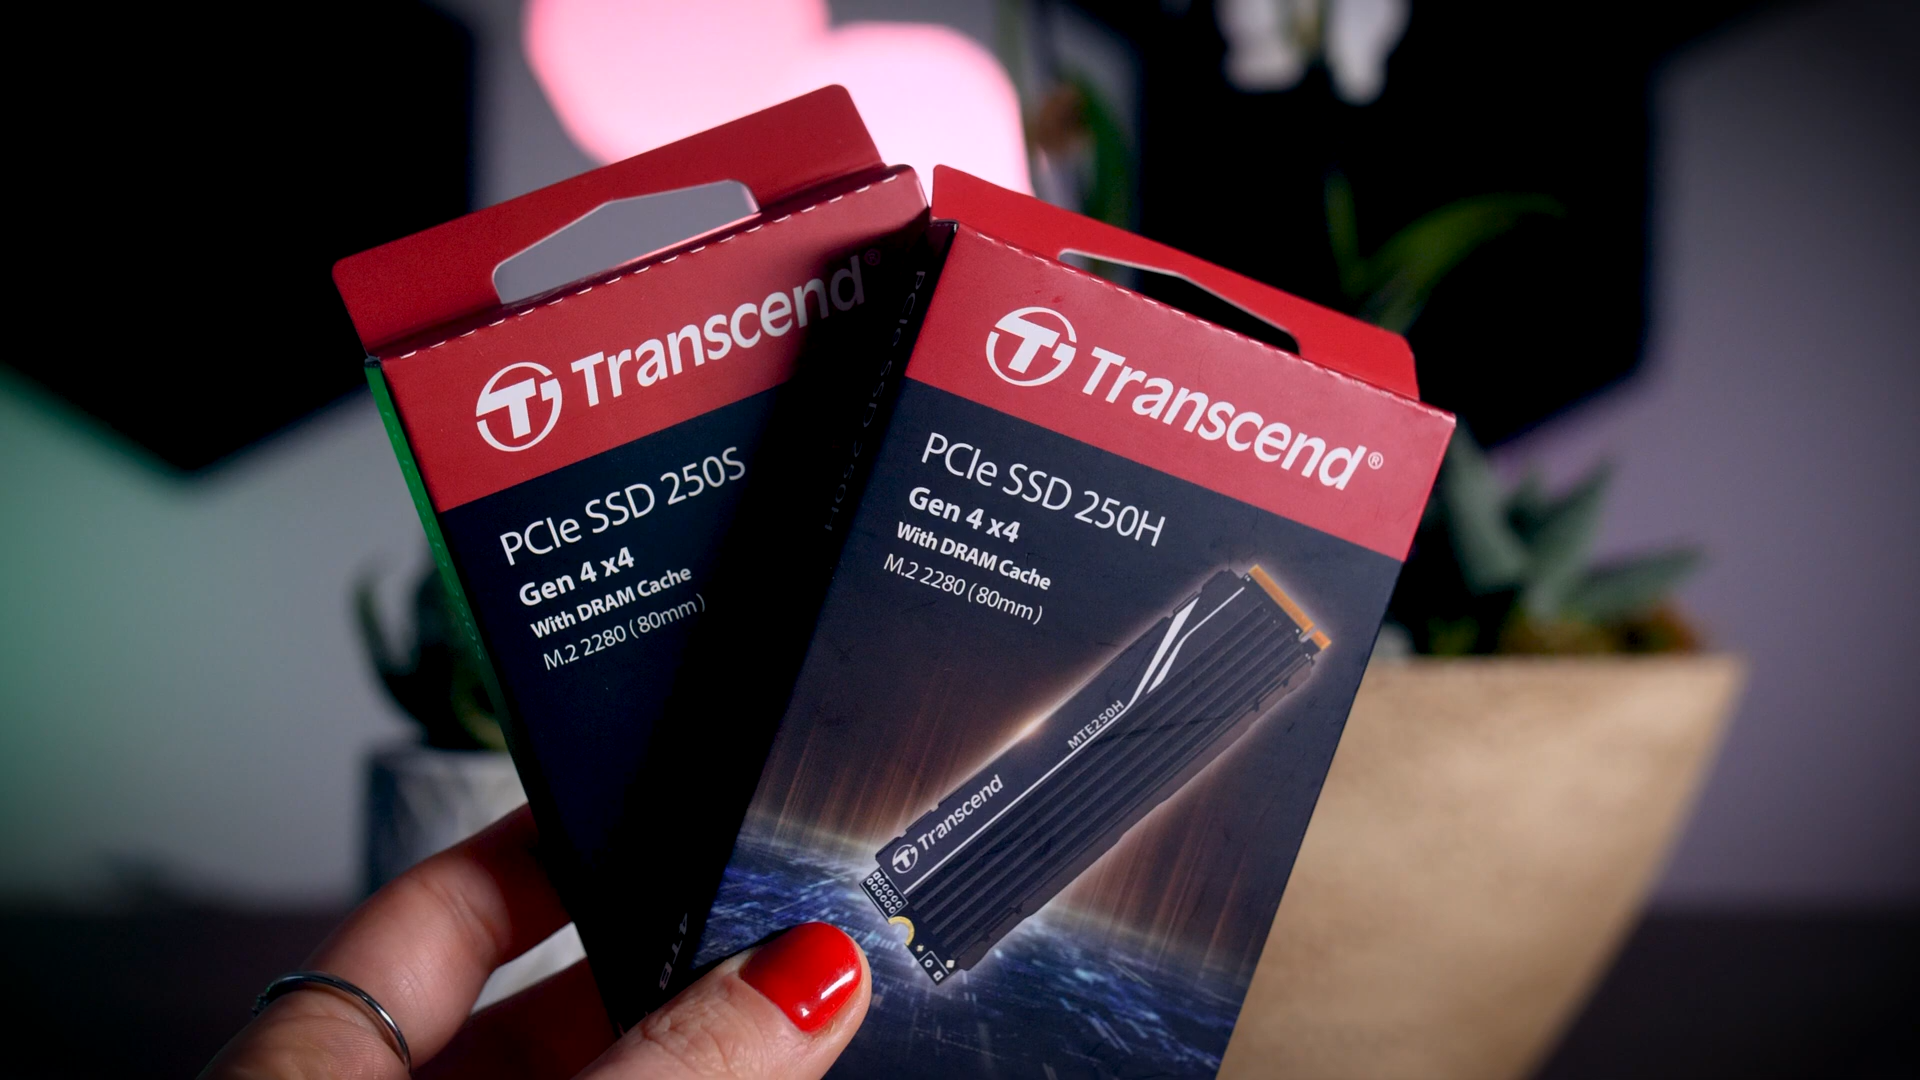 Transcend®
PCIe SSD 250S
Gen 4 x4
With DRAM Cache
M.2 2280 (80mm)
4TB
Transcend®
PCIe SSD 250H
Gen 4 x4
With DRAM Cache
M.2 2280 (80mm)
MTE250H
Transcend